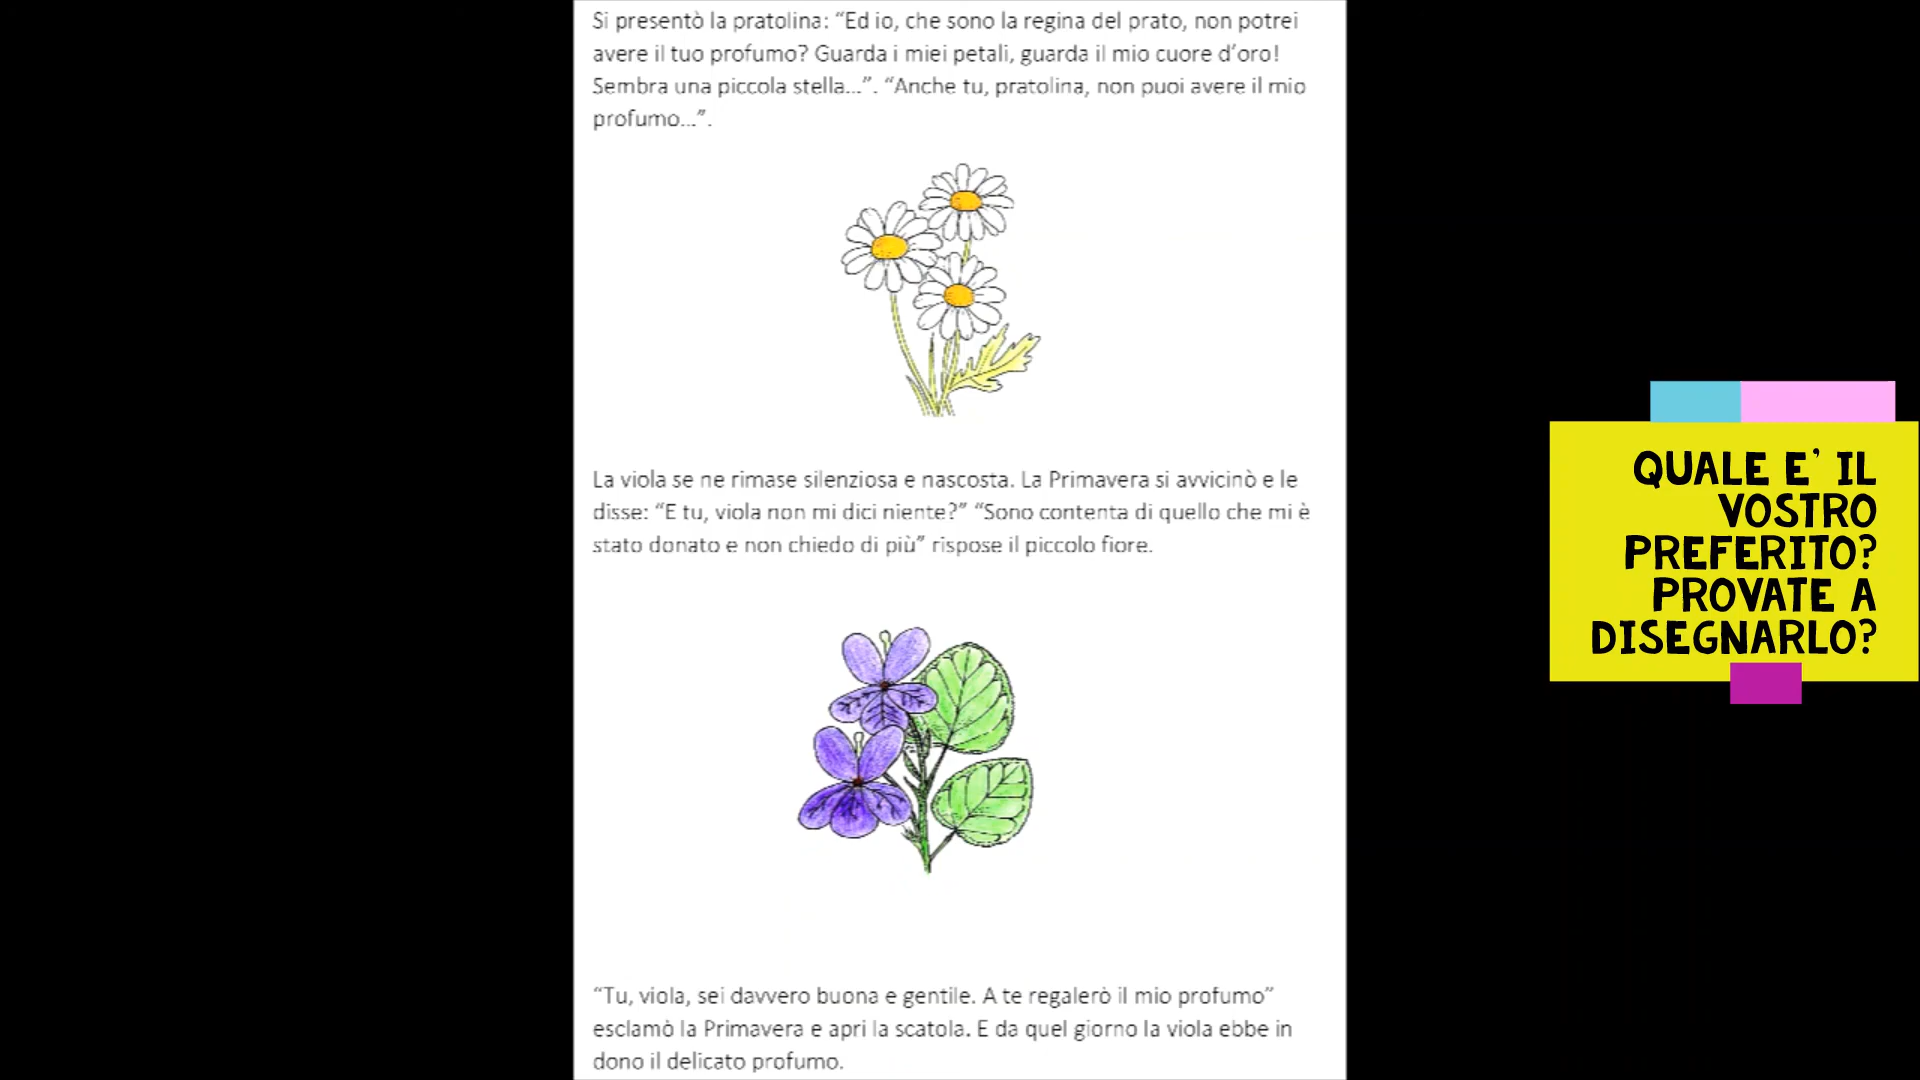 Si presentò la pratolina: “Ed io, che sono la regina del prato, non potrei
avere il tuo profumo? Guarda i miei petali, guarda il mio cuore d’oro!
Sembra una piccola stella...”. “Anche tu, pratolina, non puoi avere il mio
profumo...”.
La viola se ne rimase silenziosa e nascosta. La Primavera si avvicinò e le
disse: “E tu, viola non mi dici niente?” “Sono contenta di quello che mi è
stato donato e non chiedo di più” rispose il piccolo fiore.
“Tu, viola, sei davvero buona e gentile. A te regalerò il mio profumo”
esclamò la Primavera e apri la scatola. E da quel giorno la viola ebbe in
dono il delicato profumo.
QUALE E’ IL
VOSTRO
PREFERITO?
PROVATE A
DISEGNARLO?